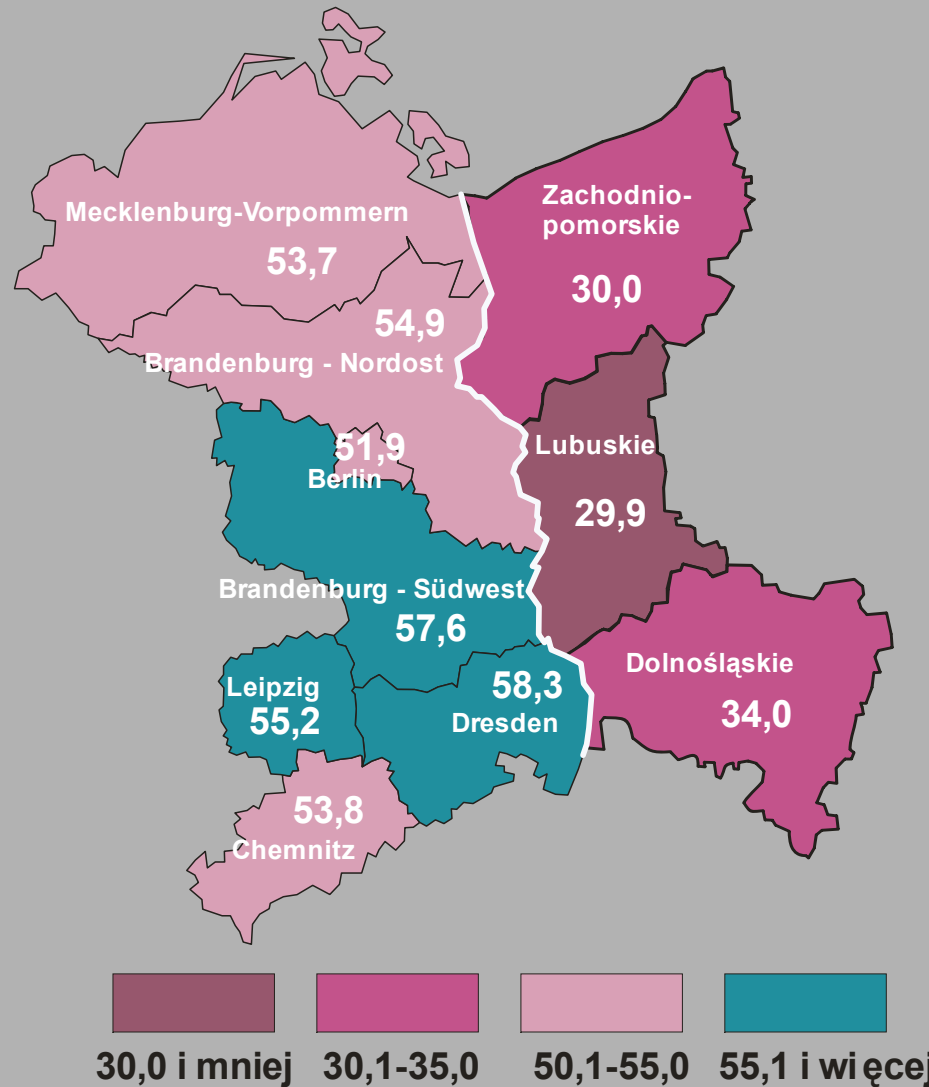 Mecklenburg-Vorpommern
53,7
Zachodnio-
pomorskie
30,0
54,9
Brandenburg - Nordost
51,9
Berlin
Lubuskie
29,9
Brandenburg - Südwest
57,6
Leipzig
55,2
58,3
Dresden
Dolnośląskie
34,0
53,8
Chemnitz
30,0 i mniej
30,1-35,0
50,1-55,0
55,1 i więcej